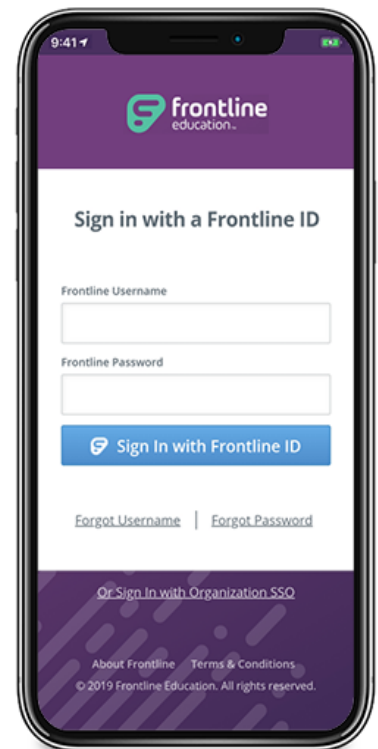 9:41
frontline
education™
Sign in with a Frontline ID
Frontline Username
Frontline Password
Sign In with Frontline ID
Forgot Username | Forgot Password
Or Sign In with Organization SSO
About Frontline Terms & Conditions
© 2019 Frontline Education. All rights reserved.